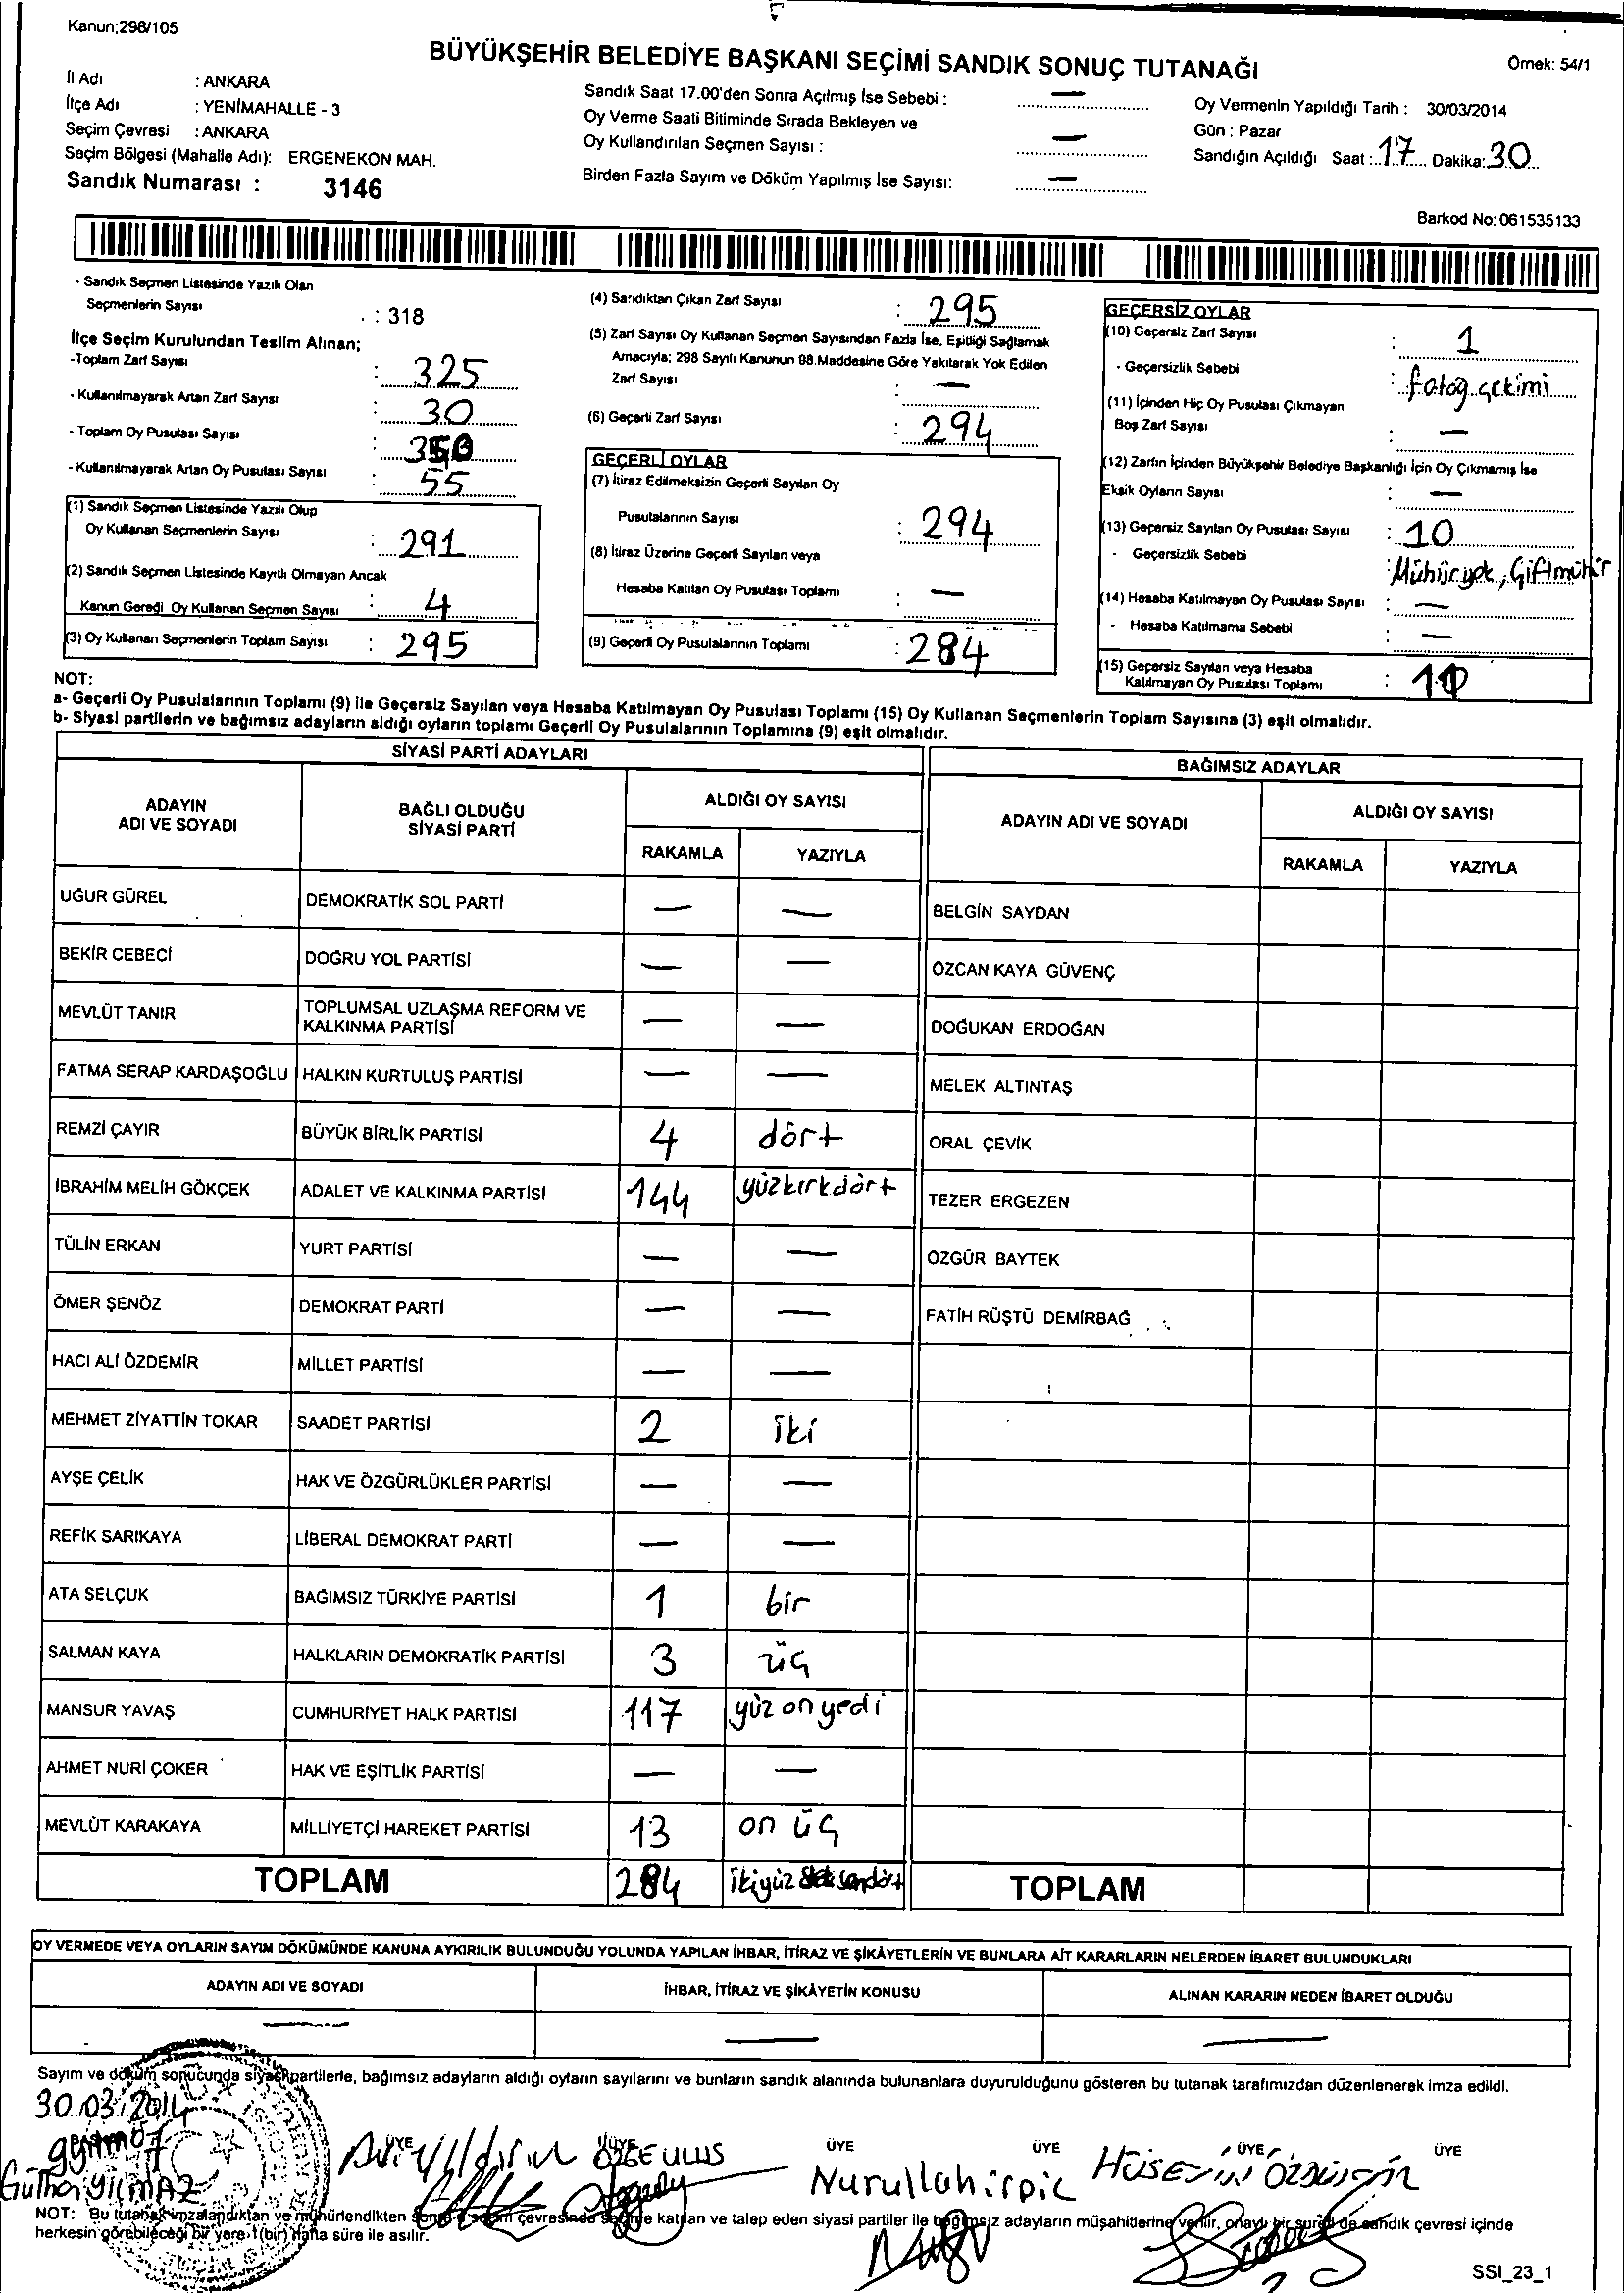 Kanun;298/105
BÜYÜKŞEHİR BELEDİYE BAŞKANI SEÇİMİ SANDIK SONUÇ TUTANAĞI
Örnek: 54/1
İl Adı : ANKARA
İlçe Adı : YENİMAHALLE - 3
Seçim Çevresi : ANKARA
Seçim Bölgesi (Mahalle Adı): ERGENEKON MAH.
Sandık Numarası : 3146
Sandık Saat 17.00'den Sonra Açılmış İse Sebebi : —
Oy Verme Saati Bitiminde Sırada Bekleyen ve
Oy Kullandırılan Seçmen Sayısı : —
Birden Fazla Sayım ve Döküm Yapılmış İse Sayısı: —
Oy Vermenin Yapıldığı Tarih : 30/03/2014
Gün : Pazar
Sandığın Açıldığı Saat : 17 Dakika: 30
Barkod No: 061535133
- Sandık Seçmen Listesinde Yazılı Olan
Seçmenlerin Sayısı : 318
İlçe Seçim Kurulundan Teslim Alınan;
-Toplam Zarf Sayısı : 325
- Kullanılmayarak Artan Zarf Sayısı : 30
- Toplam Oy Pusulası Sayısı :
- Kullanılmayarak Artan Oy Pusulası Sayısı : 55
(1) Sandık Seçmen Listesinde Yazılı Olup
Oy Kullanan Seçmenlerin Sayısı : 291
(2) Sandık Seçmen Listesinde Kayıtlı Olmayan Ancak
Kanun Gereği Oy Kullanan Seçmen Sayısı : 4
(3) Oy Kullanan Seçmenlerin Toplam Sayısı : 295
(4) Sandıktan Çıkan Zarf Sayısı : 295
(5) Zarf Sayısı Oy Kullanan Seçmen Sayısından Fazla İse, Eşitliği Sağlamak
Amacıyla; 298 Sayılı Kanunun 98.Maddesine Göre Yakılarak Yok Edilen
Zarf Sayısı : —
(6) Geçerli Zarf Sayısı : 294
GEÇERLİ OYLAR
(7) İtiraz Edilmeksizin Geçerli Sayılan Oy
Pusulalarının Sayısı : 294
(8) İtiraz Üzerine Geçerli Sayılan veya
Hesaba Katılan Oy Pusulası Toplamı : —
(9) Geçerli Oy Pusulalarının Toplamı : 284
GEÇERSİZ OYLAR
(10) Geçersiz Zarf Sayısı : 1
- Geçersizlik Sebebi : fotoğ. çekimi
(11) İçinden Hiç Oy Pusulası Çıkmayan
Boş Zarf Sayısı : —
(12) Zarfın İçinden Büyükşehir Belediye Başkanlığı İçin Oy Çıkmamış İse
Eksik Oyların Sayısı : —
(13) Geçersiz Sayılan Oy Pusulası Sayısı : 10
- Geçersizlik Sebebi : Mühür yok, Çift mühür
(14) Hesaba Katılmayan Oy Pusulası Sayısı : —
- Hesaba Katılmama Sebebi : —
(15) Geçersiz Sayılan veya Hesaba
Katılmayan Oy Pusulası Toplamı :
NOT:
a- Geçerli Oy Pusulalarının Toplamı (9) ile Geçersiz Sayılan veya Hesaba Katılmayan Oy Pusulası Toplamı (15) Oy Kullanan Seçmenlerin Toplam Sayısına (3) eşit olmalıdır.
b- Siyasi partilerin ve bağımsız adayların aldığı oyların toplamı Geçerli Oy Pusulalarının Toplamına (9) eşit olmalıdır.
SİYASİ PARTİ ADAYLARI
ADAYIN ADI VE SOYADI
BAĞLI OLDUĞU SİYASİ PARTİ
ALDIĞI OY SAYISI
RAKAMLA YAZIYLA
UĞUR GÜREL DEMOKRATİK SOL PARTİ — —
BEKİR CEBECİ DOĞRU YOL PARTİSİ — —
MEVLÜT TANIR TOPLUMSAL UZLAŞMA REFORM VE KALKINMA PARTİSİ — —
FATMA SERAP KARDAŞOĞLU HALKIN KURTULUŞ PARTİSİ — —
REMZİ ÇAYIR BÜYÜK BİRLİK PARTİSİ 4 dört
İBRAHİM MELİH GÖKÇEK ADALET VE KALKINMA PARTİSİ 144 yüzkırkdört
TÜLİN ERKAN YURT PARTİSİ — —
ÖMER ŞENÖZ DEMOKRAT PARTİ — —
HACI ALİ ÖZDEMİR MİLLET PARTİSİ — —
MEHMET ZİYATTİN TOKAR SAADET PARTİSİ 2 iki
AYŞE ÇELİK HAK VE ÖZGÜRLÜKLER PARTİSİ — —
REFİK SARIKAYA LİBERAL DEMOKRAT PARTİ — —
ATA SELÇUK BAĞIMSIZ TÜRKİYE PARTİSİ 1 bir
SALMAN KAYA HALKLARIN DEMOKRATİK PARTİSİ 3 üç
MANSUR YAVAŞ CUMHURİYET HALK PARTİSİ 117 yüz on yedi
AHMET NURİ ÇOKER HAK VE EŞİTLİK PARTİSİ — —
MEVLÜT KARAKAYA MİLLİYETÇİ HAREKET PARTİSİ 13 on üç
TOPLAM 284 ikiyüz seksendört
BAĞIMSIZ ADAYLAR
ADAYIN ADI VE SOYADI
ALDIĞI OY SAYISI
RAKAMLA YAZIYLA
BELGİN SAYDAN
ÖZCAN KAYA GÜVENÇ
DOĞUKAN ERDOĞAN
MELEK ALTINTAŞ
ORAL ÇEVİK
TEZER ERGEZEN
ÖZGÜR BAYTEK
FATİH RÜŞTÜ DEMİRBAĞ
TOPLAM
OY VERMEDE VEYA OYLARIN SAYIM DÖKÜMÜNDE KANUNA AYKIRILIK BULUNDUĞU YOLUNDA YAPILAN İHBAR, İTİRAZ VE ŞİKÂYETLERİN VE BUNLARA AİT KARARLARIN NELERDEN İBARET BULUNDUKLARI
ADAYIN ADI VE SOYADI İHBAR, İTİRAZ VE ŞİKÂYETİN KONUSU ALINAN KARARIN NEDEN İBARET OLDUĞU
— — —
Sayım ve döküm sonucunda siyasi partilerle, bağımsız adayların aldığı oyların sayılarını ve bunların sandık alanında bulunanlara duyurulduğunu gösteren bu tutanak tarafımızdan düzenlenerek imza edildi.
30.03.2014
ÜYE ÜYE ÜYE ÜYE ÜYE ÜYE
ÖZGE ULUS
Nurullah
HÜSEYİN
YILMAZ
NOT: Bu tutanak imzalandıktan ve mühürlendikten sonra seçim çevresinde seçime katılan ve talep eden siyasi partiler ile bağımsız adayların müşahitlerine verilir, onaylı bir sureti de sandık çevresi içinde
herkesin görebileceği bir yere 1 (bir) hafta süre ile asılır.
SSI_23_1